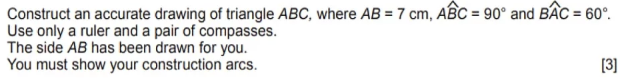 Construct an accurate drawing of triangle ABC, where AB = 7 cm, AB̂C = 90° and BÂC = 60°.
Use only a ruler and a pair of compasses.
The side AB has been drawn for you.
You must show your construction arcs. [3]